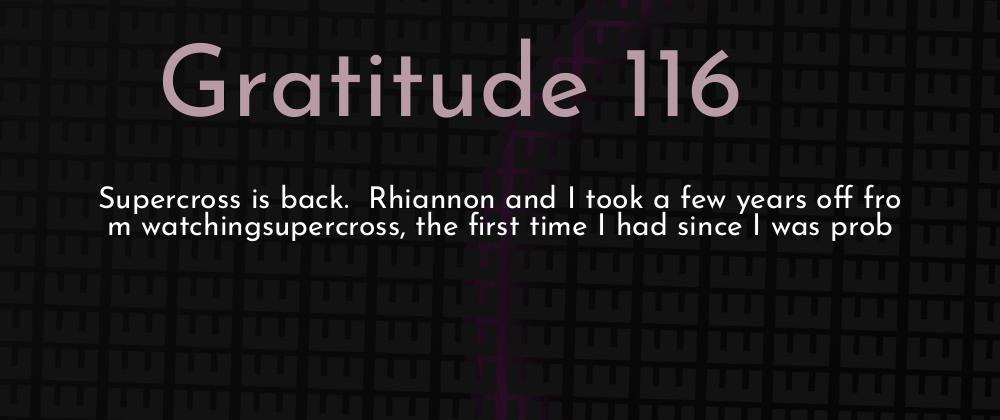 Gratitude 116
Supercross is back.  Rhiannon and I took a few years off fro
m watchingsupercross, the first time I had since I was prob